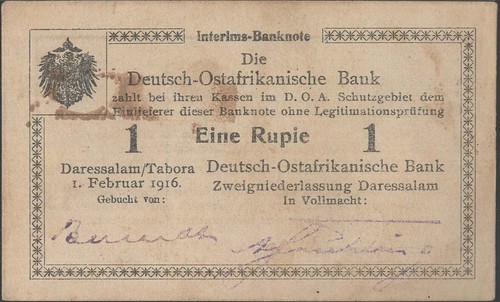 Interims-Banknote
Die
Deutsch-Ostafrikanische Bank
zahlt bei ihren Kassen im D. O. A. Schutzgebiet dem
Einlieferer dieser Banknote ohne Legitimationsprüfung
1 Eine Rupie 1
Daressalam/Tabora
1. Februar 1916.
Gebucht von:
Deutsch-Ostafrikanische Bank
Zweigniederlassung Daressalam
In Vollmacht: